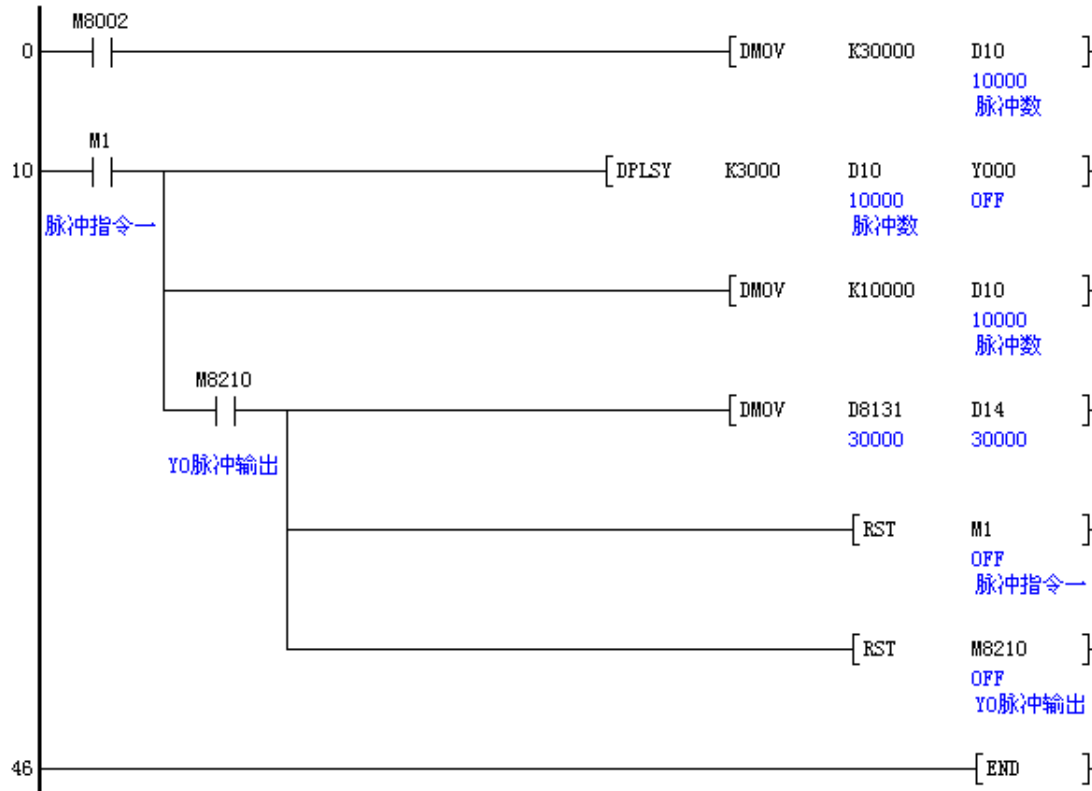 M8002
0 DMOV K30000 D10
10000
脉冲数
M1
10 DPLSY K3000 D10 Y000
10000 OFF
脉冲指令一 脉冲数
DMOV K10000 D10
10000
脉冲数
M8210
DMOV D8131 D14
30000 30000
Y0脉冲输出
RST M1
OFF
脉冲指令一
RST M8210
OFF
Y0脉冲输出
46 END